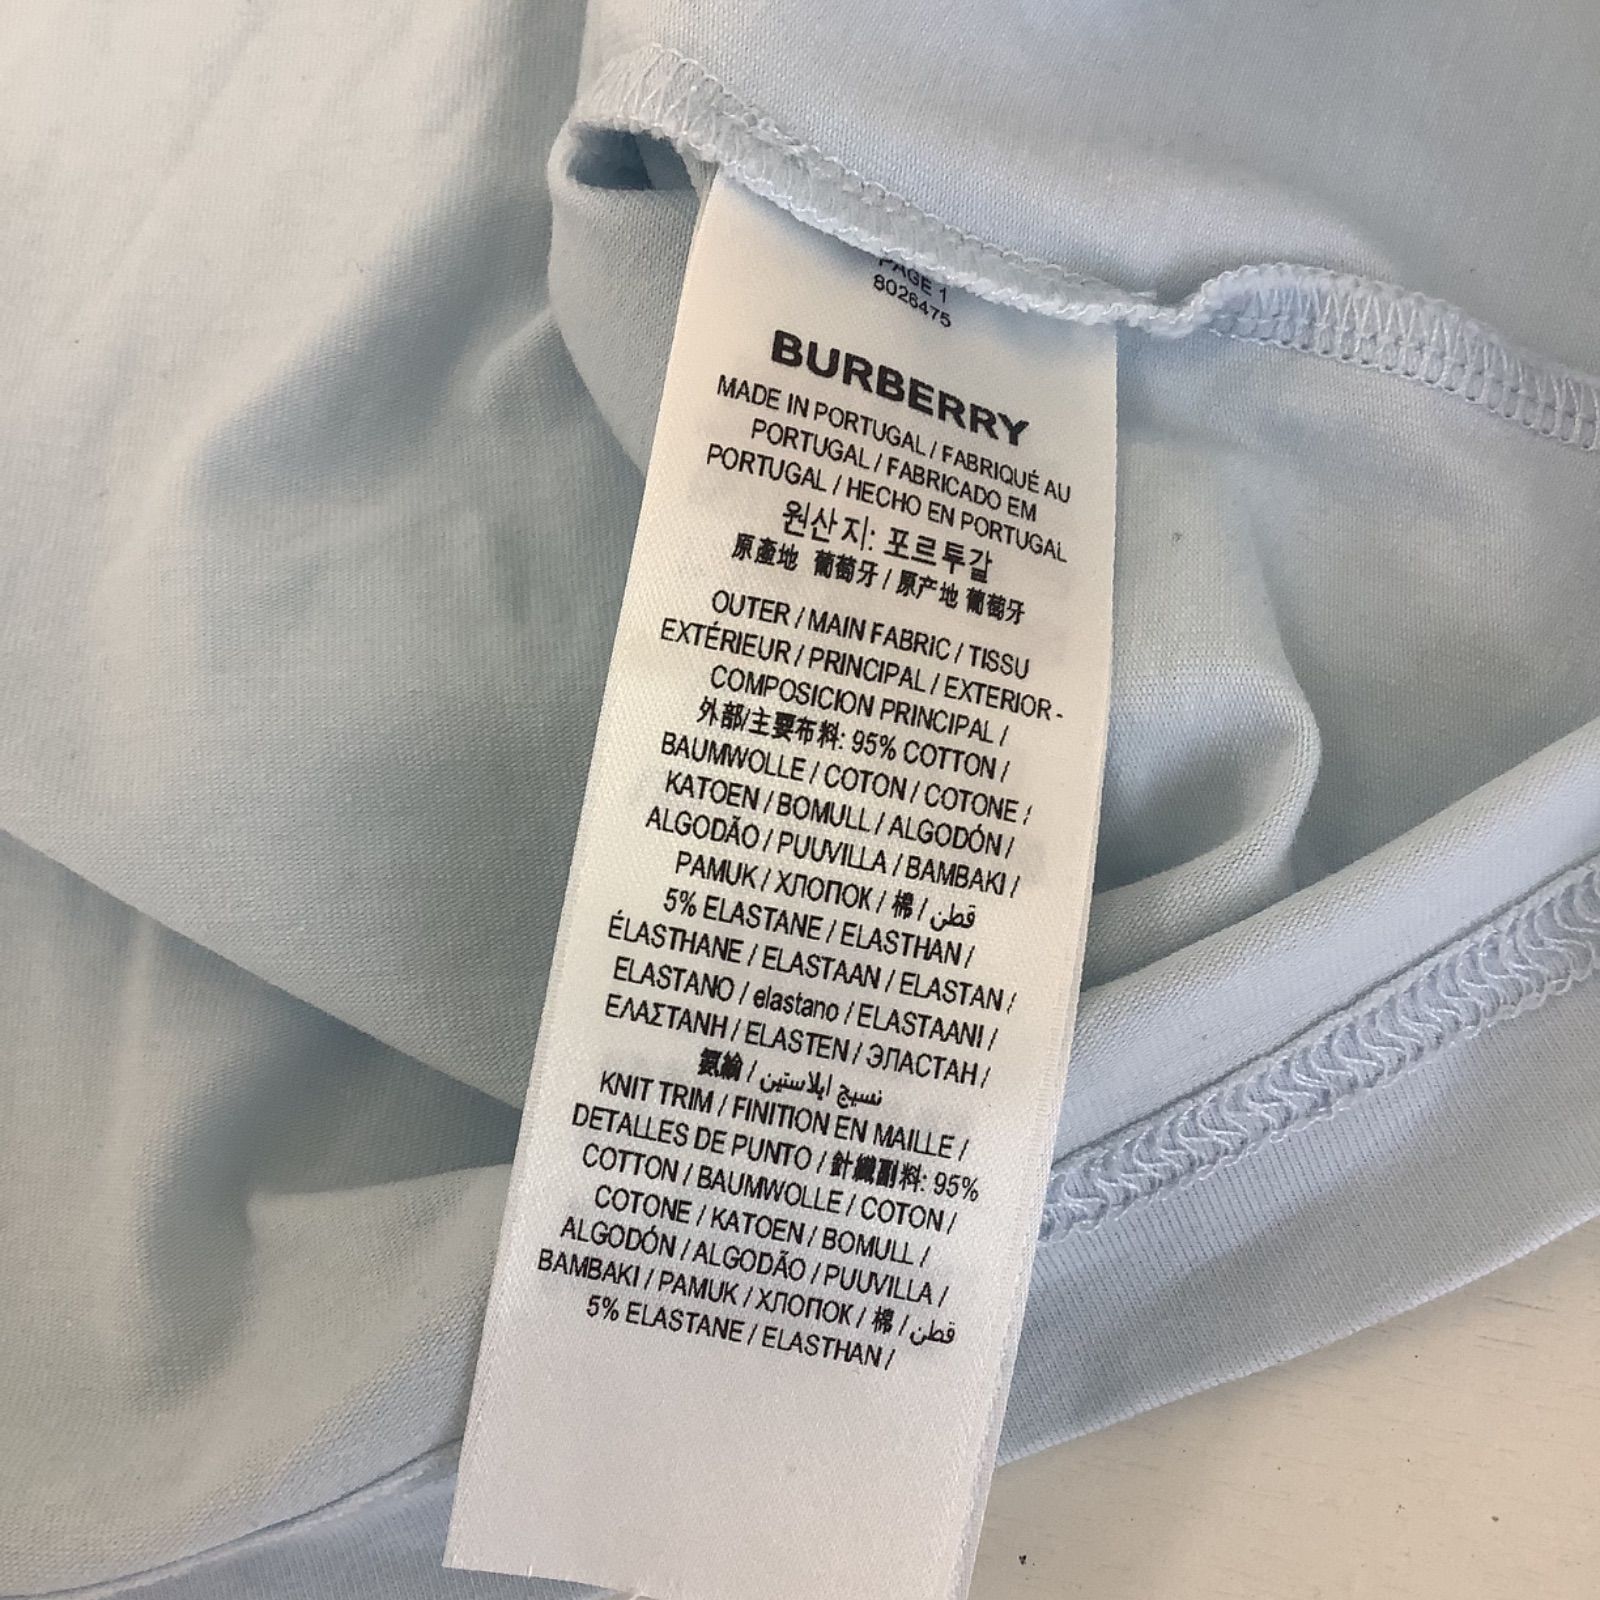 PAGE 1
8026475
BURBERRY
MADE IN PORTUGAL / FABRIQUÉ AU
PORTUGAL / FABRICADO EM
PORTUGAL / HECHO EN PORTUGAL
원산지: 포르투갈
原產地 葡萄牙 / 原产地 葡萄牙
OUTER / MAIN FABRIC / TISSU
EXTÉRIEUR / PRINCIPAL / EXTERIOR -
COMPOSICION PRINCIPAL /
外部/主要布料: 95% COTTON /
BAUMWOLLE / COTON / COTONE /
KATOEN / BOMULL / ALGODÓN /
ALGODÃO / PUUVILLA / BAMBAKI /
PAMUK / ХЛОПОК / 棉 / قطن
5% ELASTANE / ELASTHAN /
ÉLASTHANE / ELASTAAN / ELASTAN /
ELASTANO / elastano / ELASTAANI /
ΕΛΑΣΤΑΝΗ / ELASTEN / ЭЛАСТАН /
氨綸 / نسيج ايلاستين
KNIT TRIM / FINITION EN MAILLE /
DETALLES DE PUNTO / 針織副料: 95%
COTTON / BAUMWOLLE / COTON /
COTONE / KATOEN / BOMULL /
ALGODÓN / ALGODÃO / PUUVILLA /
BAMBAKI / PAMUK / ХЛОПОК / 棉 / قطن
5% ELASTANE / ELASTHAN /